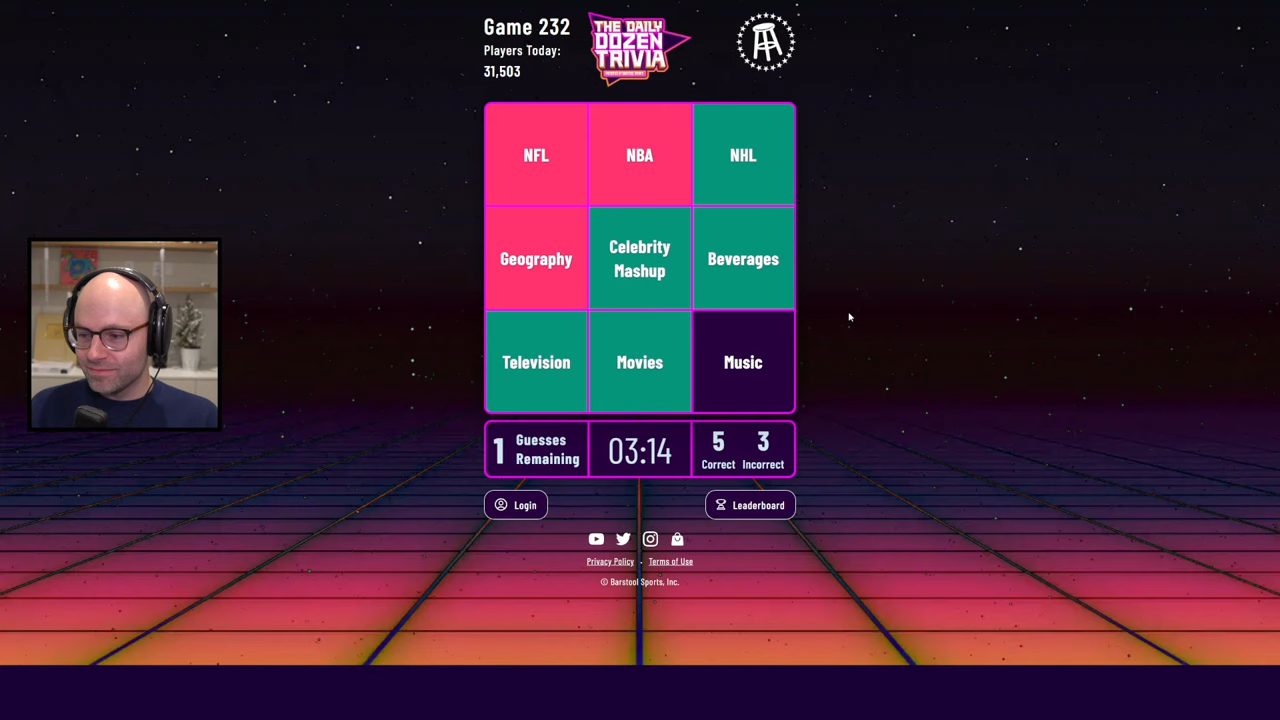 Game 232
Players Today:
31,503
THE DAILY
DOZEN
TRIVIA
NFL
NBA
NHL
Geography
Celebrity
Mashup
Beverages
Television
Movies
Music
1
Guesses
Remaining
03:14
5
Correct
3
Incorrect
Login
Leaderboard
Privacy Policy
Terms of Use
© Barstool Sports, Inc.